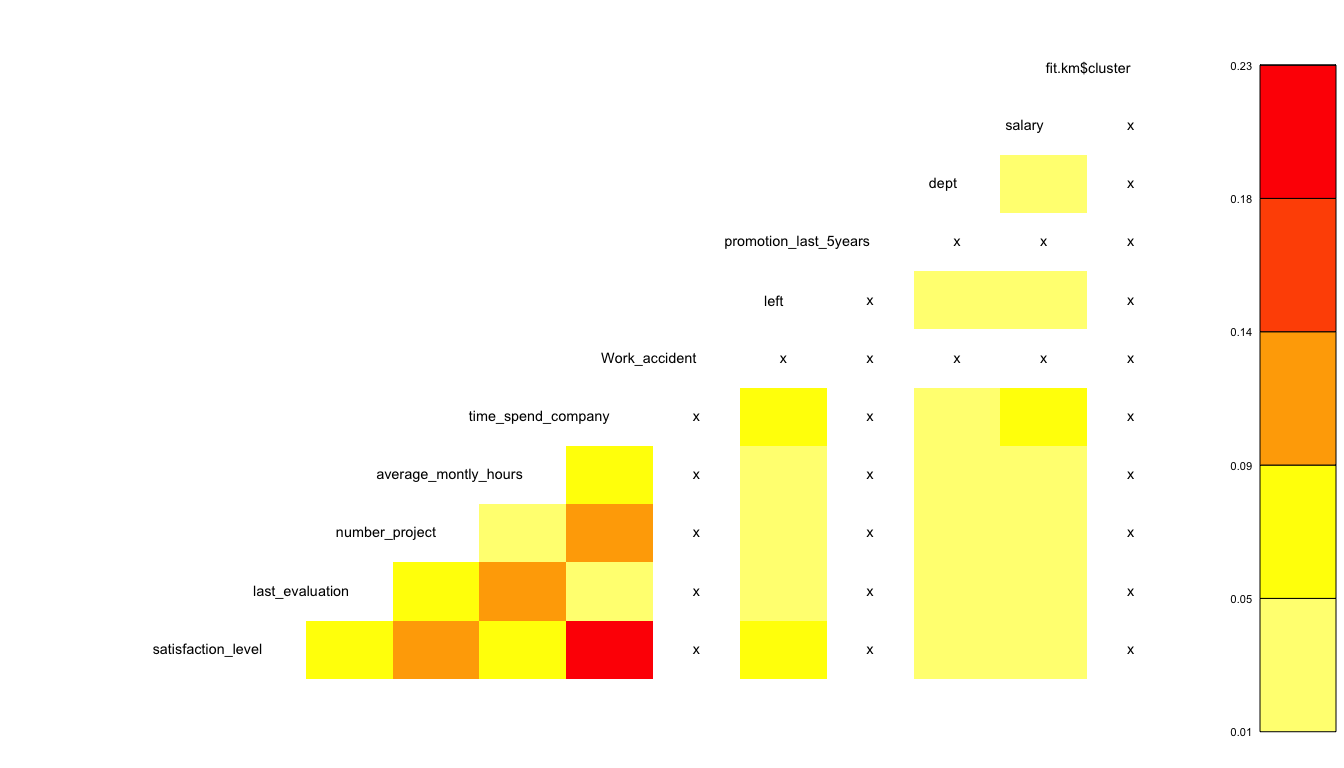 fit.km$cluster
0.23
salary x
dept x
0.18
promotion_last_5years x x x
left x x
0.14
Work_accident x x x x x
time_spend_company x x x
0.09
average_montly_hours x x x
number_project x x x
last_evaluation x x x
0.05
satisfaction_level x x x
0.01